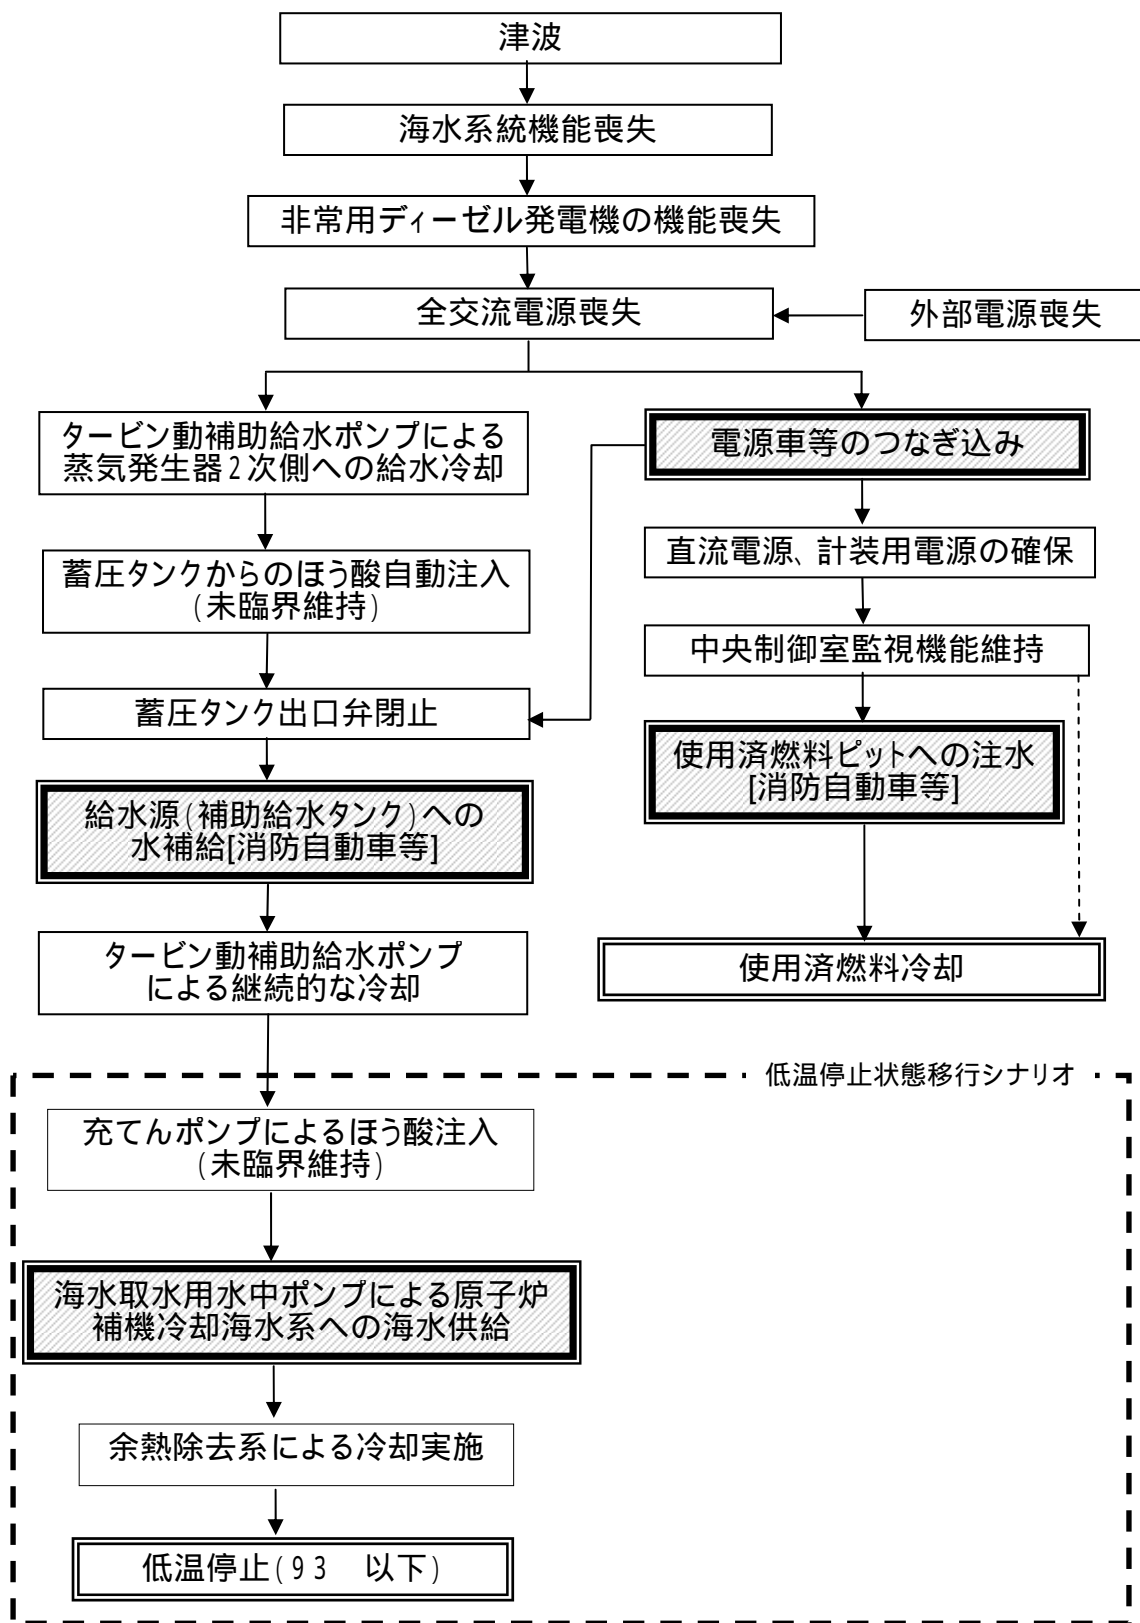 津波
海水系統機能喪失
非常用ディーゼル発電機の機能喪失
全交流電源喪失
外部電源喪失
タービン動補助給水ポンプによる
蒸気発生器2次側への給水冷却
蓄圧タンクからのほう酸自動注入
(未臨界維持)
蓄圧タンク出口弁閉止
給水源(補助給水タンク)への
水補給[消防自動車等]
タービン動補助給水ポンプ
による継続的な冷却
電源車等のつなぎ込み
直流電源、計装用電源の確保
中央制御室監視機能維持
使用済燃料ピットへの注水
[消防自動車等]
使用済燃料冷却
低温停止状態移行シナリオ
充てんポンプによるほう酸注入
(未臨界維持)
海水取水用水中ポンプによる原子炉
補機冷却海水系への海水供給
余熱除去系による冷却実施
低温停止(93　以下)